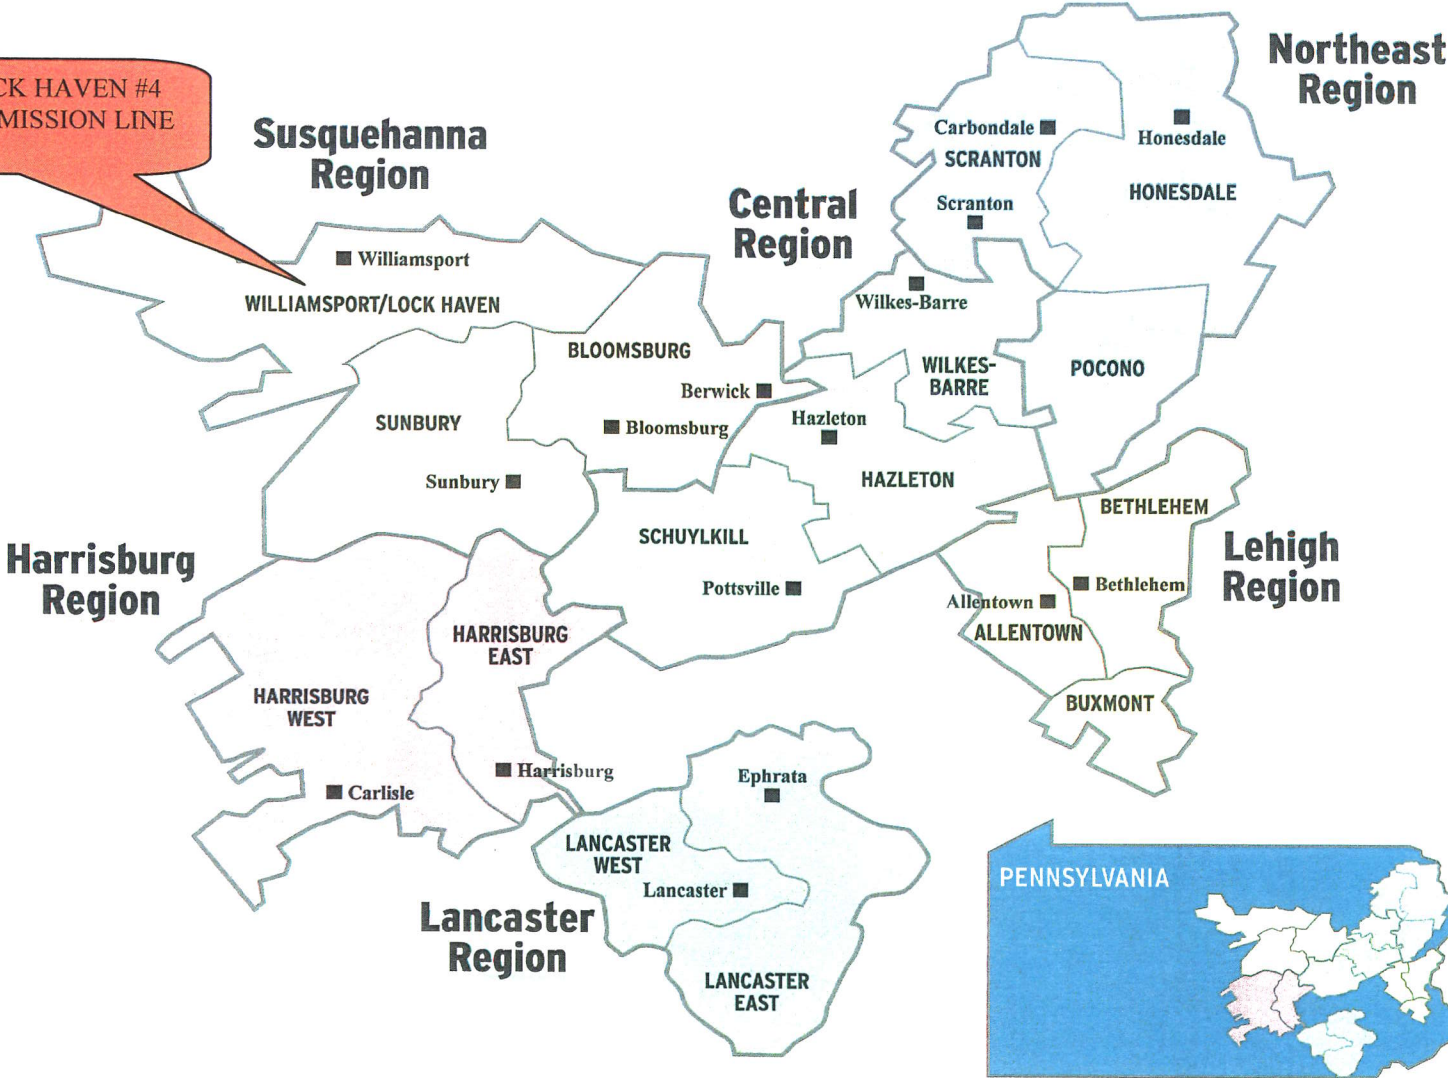 CK HAVEN #4
MISSION LINE
Susquehanna
Region
Northeast
Region
Central
Region
Carbondale
SCRANTON
Scranton
Honesdale
HONESDALE
Williamsport
WILLIAMSPORT/LOCK HAVEN
Wilkes-Barre
BLOOMSBURG
Berwick
Bloomsburg
WILKES-
BARRE
POCONO
SUNBURY
Sunbury
Hazleton
HAZLETON
SCHUYLKILL
Pottsville
BETHLEHEM
Bethlehem
Allentown
ALLENTOWN
BUXMONT
Lehigh
Region
Harrisburg
Region
HARRISBURG
EAST
HARRISBURG
WEST
Harrisburg
Carlisle
Ephrata
LANCASTER
WEST
Lancaster
Lancaster
Region
LANCASTER
EAST
PENNSYLVANIA